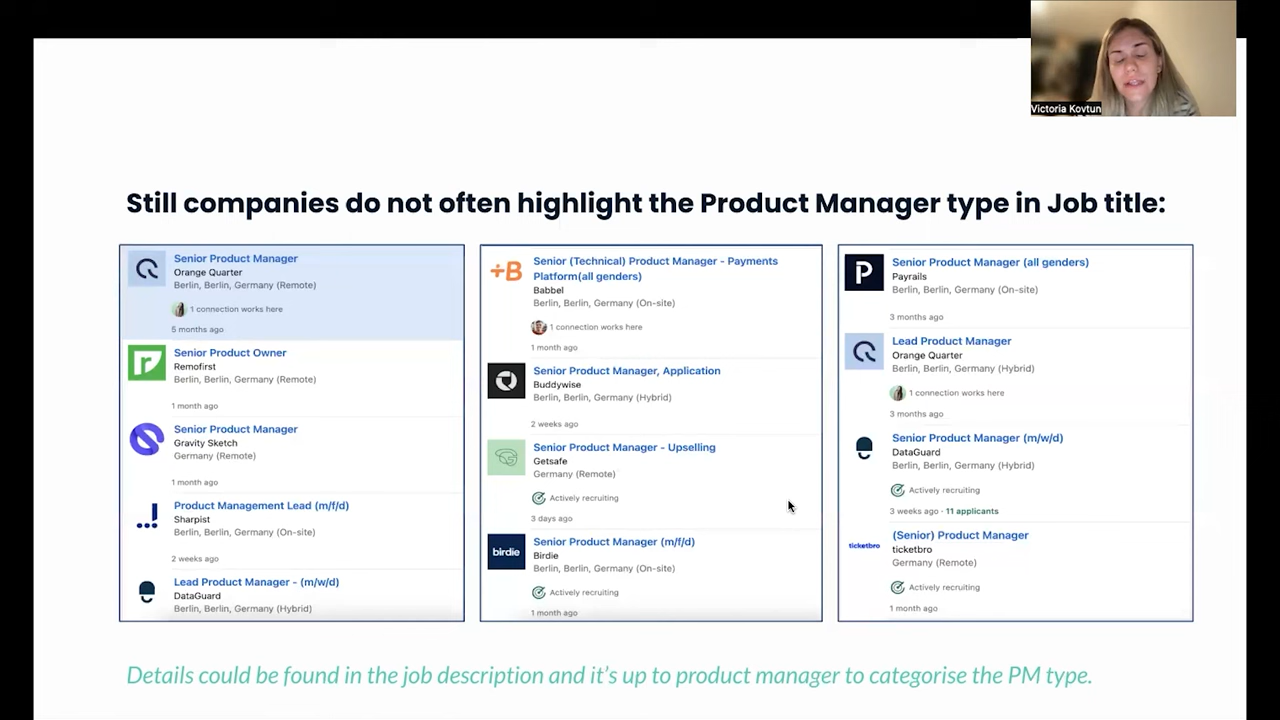 Victoria Kovtun
Still companies do not often highlight the Product Manager type in Job title:
Senior Product Manager
Orange Quarter
Berlin, Berlin, Germany (Remote)
1 connection works here
5 months ago
Senior Product Owner
Remofirst
Berlin, Berlin, Germany (Remote)
1 month ago
Senior Product Manager
Gravity Sketch
Germany (Remote)
1 month ago
Product Management Lead (m/f/d)
Sharpist
Berlin, Berlin, Germany (On-site)
2 weeks ago
Lead Product Manager - (m/w/d)
DataGuard
Berlin, Berlin, Germany (Hybrid)
+B
Senior (Technical) Product Manager - Payments
Platform(all genders)
Babbel
Berlin, Berlin, Germany (On-site)
1 connection works here
1 month ago
Senior Product Manager, Application
Buddywise
Berlin, Berlin, Germany (Hybrid)
2 weeks ago
Senior Product Manager - Upselling
Getsafe
Germany (Remote)
Actively recruiting
3 days ago
birdie
Senior Product Manager (m/f/d)
Birdie
Berlin, Berlin, Germany (On-site)
Actively recruiting
1 month ago
P
Senior Product Manager (all genders)
Payrails
Berlin, Berlin, Germany (On-site)
3 months ago
Lead Product Manager
Orange Quarter
Berlin, Berlin, Germany (Hybrid)
1 connection works here
3 months ago
Senior Product Manager (m/w/d)
DataGuard
Berlin, Berlin, Germany (Hybrid)
Actively recruiting
3 weeks ago · 11 applicants
ticketbro
(Senior) Product Manager
ticketbro
Germany (Remote)
Actively recruiting
1 month ago
Details could be found in the job description and it's up to product manager to categorise the PM type.